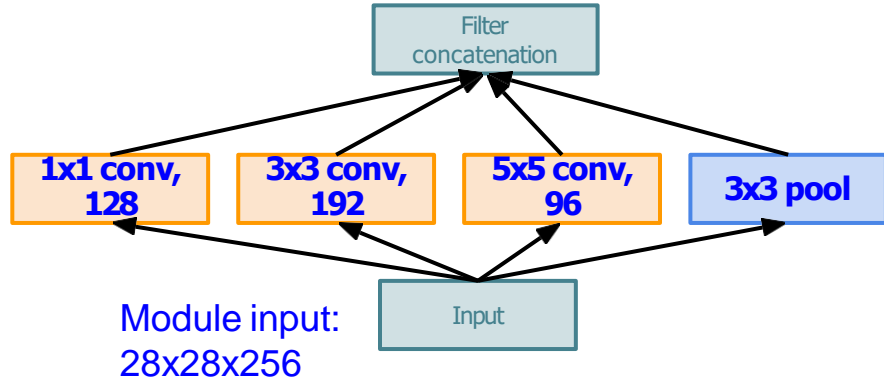 Filter
concatenation
1x1 conv,
128
3x3 conv,
192
5x5 conv,
96
3x3 pool
Input
Module input:
28x28x256